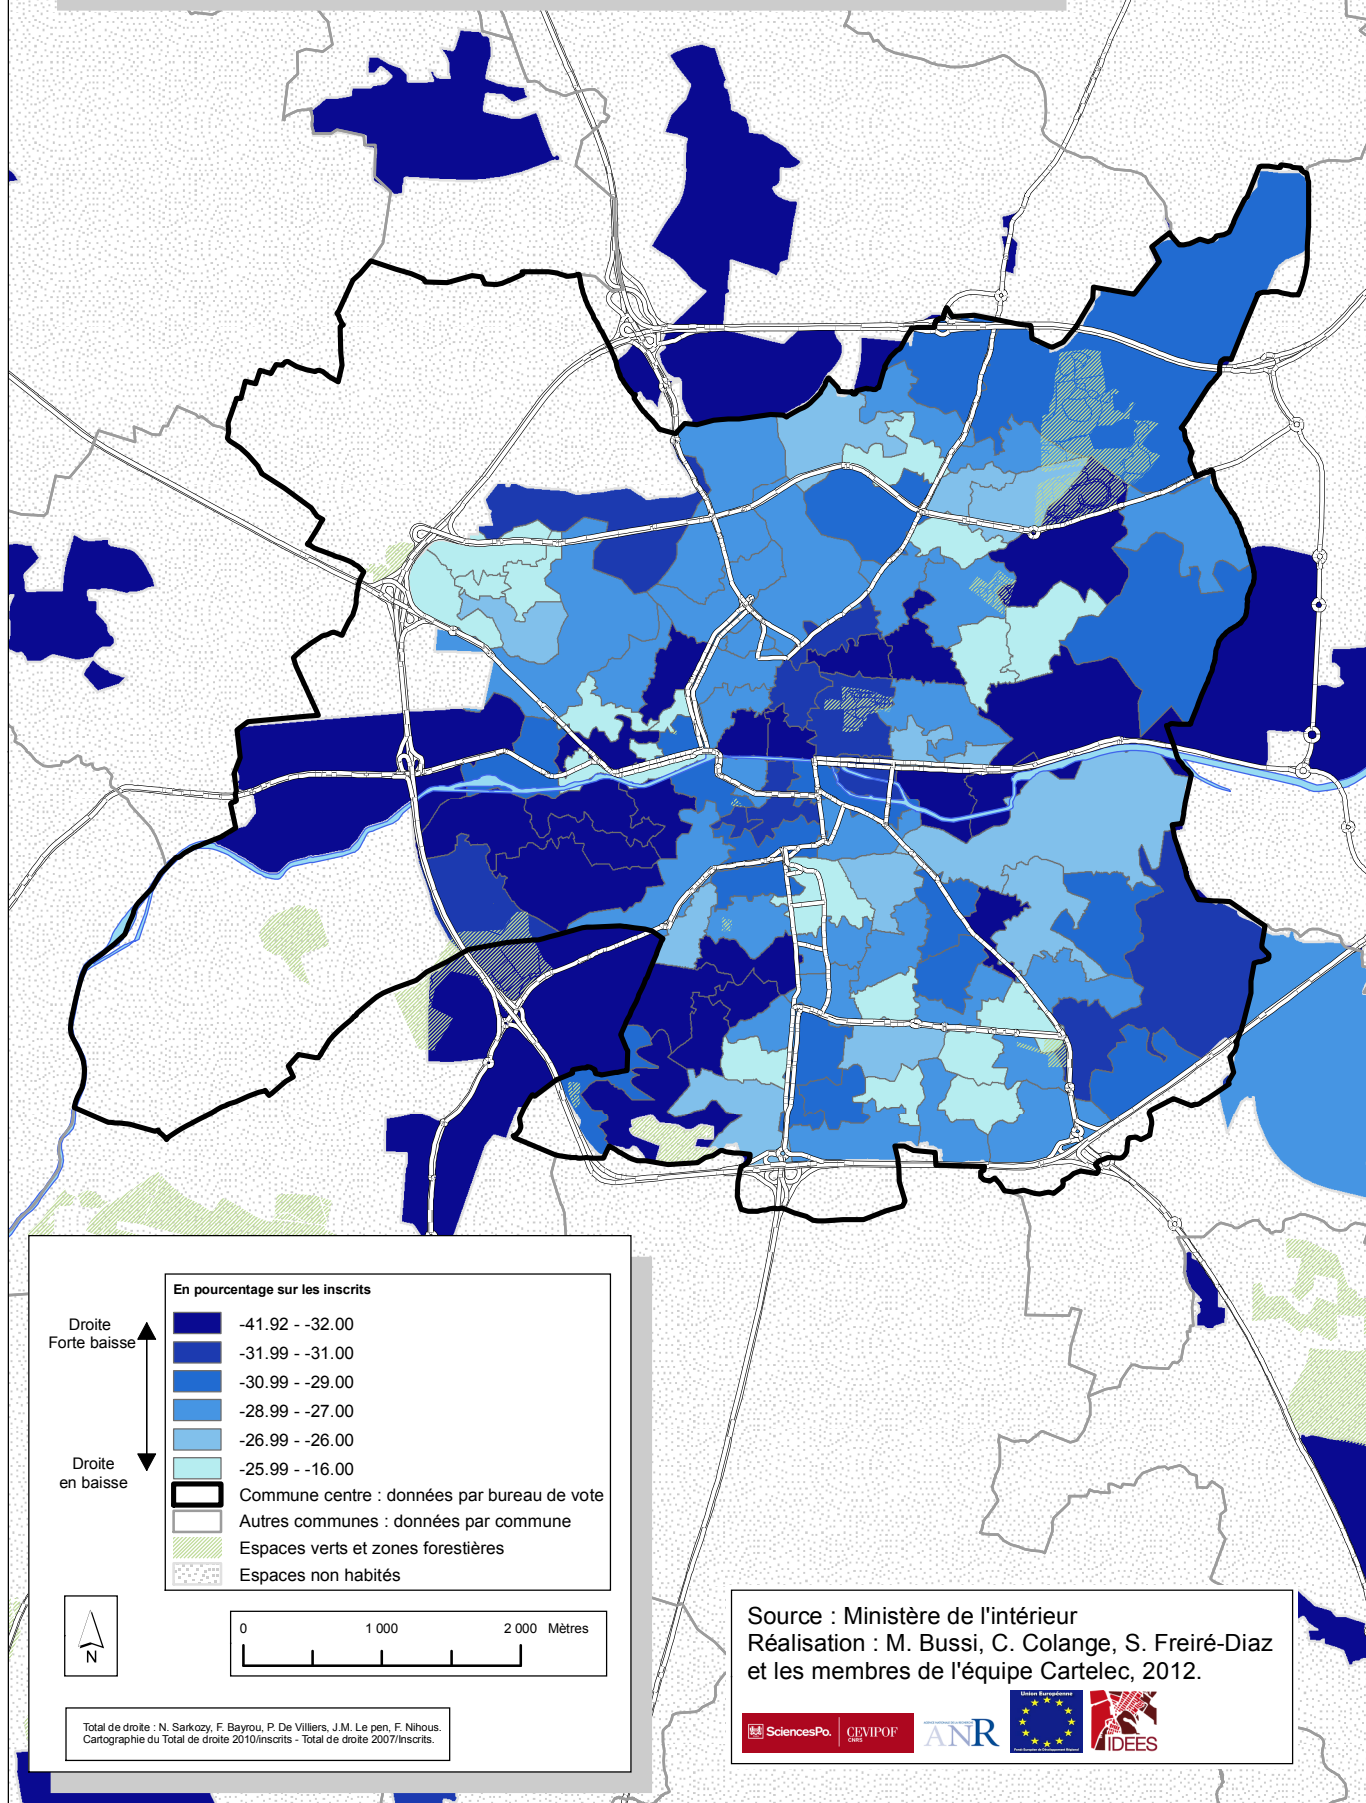 En pourcentage sur les inscrits
Droite
Forte baisse
-41.92 - -32.00
-31.99 - -31.00
-30.99 - -29.00
-28.99 - -27.00
-26.99 - -26.00
-25.99 - -16.00
Droite
en baisse
Commune centre : données par bureau de vote
Autres communes : données par commune
Espaces verts et zones forestières
Espaces non habités
N
0 1 000 2 000 Mètres
Total de droite : N. Sarkozy, F. Bayrou, P. De Villiers, J.M. Le pen, F. Nihous.
Cartographie du Total de droite 2010/inscrits - Total de droite 2007/Inscrits.
Source : Ministère de l'intérieur
Réalisation : M. Bussi, C. Colange, S. Freiré-Diaz
et les membres de l'équipe Cartelec, 2012.
SciencesPo. CEVIPOF
CNRS
ANR
Union Européenne
IDEES